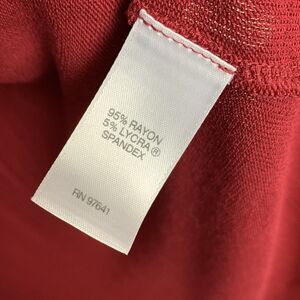 95% RAYON
5% LYCRA®
SPANDEX
RN 97641